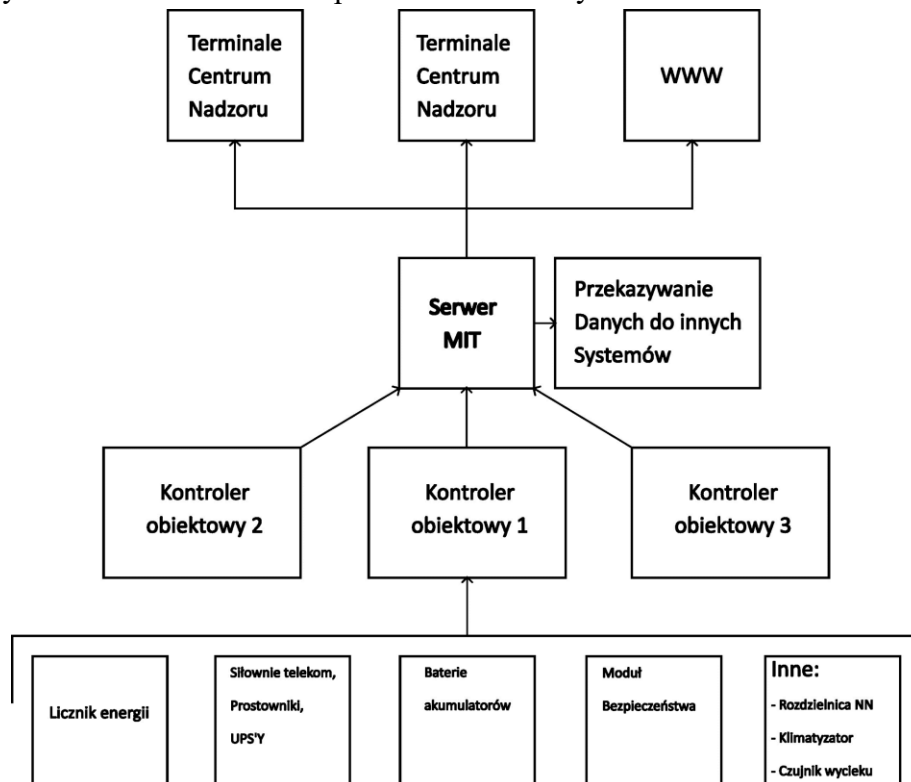 Terminale
Centrum
Nadzoru
Terminale
Centrum
Nadzoru
WWW
Serwer
MIT
Przekazywanie
Danych do innych
Systemów
Kontroler
obiektowy 2
Kontroler
obiektowy 1
Kontroler
obiektowy 3
Licznik energii
Siłownie telekom,
Prostowniki,
UPS'Y
Baterie
akumulatorów
Moduł
Bezpieczeństwa
Inne:
- Rozdzielnica NN
- Klimatyzator
- Czujnik wycieku